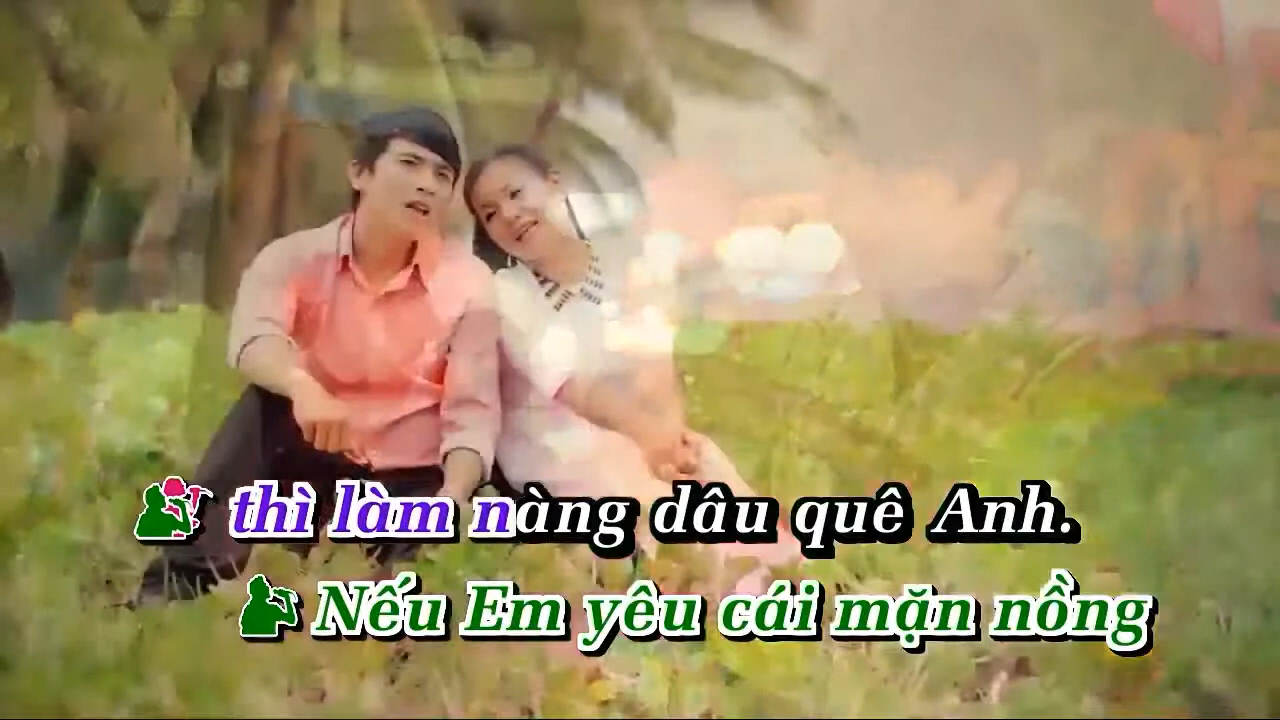 thì làm nàng dâu quê Anh.
Nếu Em yêu cái mặn nồng